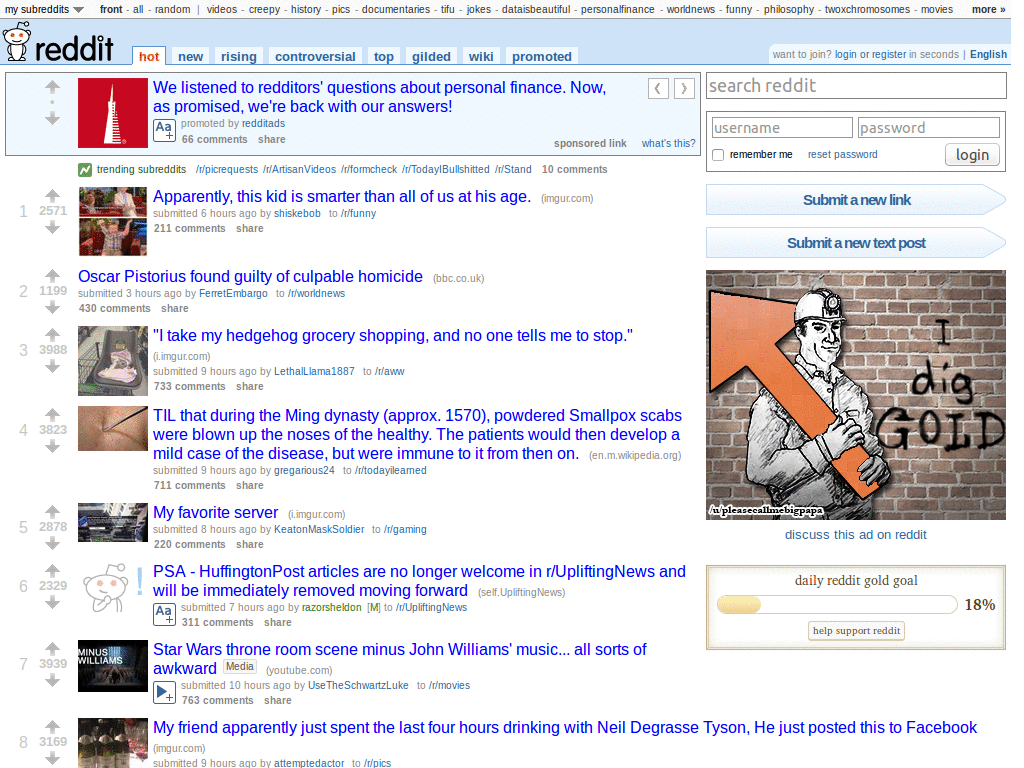 my subreddits front - all - random | videos - creepy - history - pics - documentaries - tifu - jokes - dataisbeautiful - personalfinance - worldnews - funny - philosophy - twoxchromosomes - movies more »
reddit hot new rising controversial top gilded wiki promoted
want to join? login or register in seconds | English
We listened to redditors' questions about personal finance. Now,
as promised, we're back with our answers!
Aa promoted by redditads
66 comments share
sponsored link what's this?
trending subreddits /r/picrequests /r/ArtisanVideos /r/formcheck /r/TodayIBullshitted /r/Stand 10 comments
1 2571 Apparently, this kid is smarter than all of us at his age. (imgur.com)
submitted 6 hours ago by shiskebob to /r/funny
211 comments share
2 1199 Oscar Pistorius found guilty of culpable homicide (bbc.co.uk)
submitted 3 hours ago by FerretEmbargo to /r/worldnews
430 comments share
3 3988 "I take my hedgehog grocery shopping, and no one tells me to stop."
(i.imgur.com)
submitted 9 hours ago by LethalLlama1887 to /r/aww
733 comments share
4 3823 TIL that during the Ming dynasty (approx. 1570), powdered Smallpox scabs
were blown up the noses of the healthy. The patients would then develop a
mild case of the disease, but were immune to it from then on. (en.m.wikipedia.org)
submitted 9 hours ago by gregarious24 to /r/todayilearned
711 comments share
5 2878 My favorite server (i.imgur.com)
submitted 8 hours ago by KeatonMaskSoldier to /r/gaming
220 comments share
6 2329 PSA - HuffingtonPost articles are no longer welcome in r/UpliftingNews and
will be immediately removed moving forward (self.UpliftingNews)
Aa submitted 7 hours ago by razorsheldon [M] to /r/UpliftingNews
311 comments share
7 3939 MINUS
WILLIAMS
Star Wars throne room scene minus John Williams' music... all sorts of
awkward Media (youtube.com)
submitted 10 hours ago by UseTheSchwartzLuke to /r/movies
763 comments share
8 3169 My friend apparently just spent the last four hours drinking with Neil Degrasse Tyson, He just posted this to Facebook
(imgur.com)
submitted 9 hours ago by attemptedactor to /r/pics
search reddit
username password
remember me reset password login
Submit a new link
Submit a new text post
I
dig
GOLD
/u/pleasecallmebigpapa
discuss this ad on reddit
daily reddit gold goal
18%
help support reddit